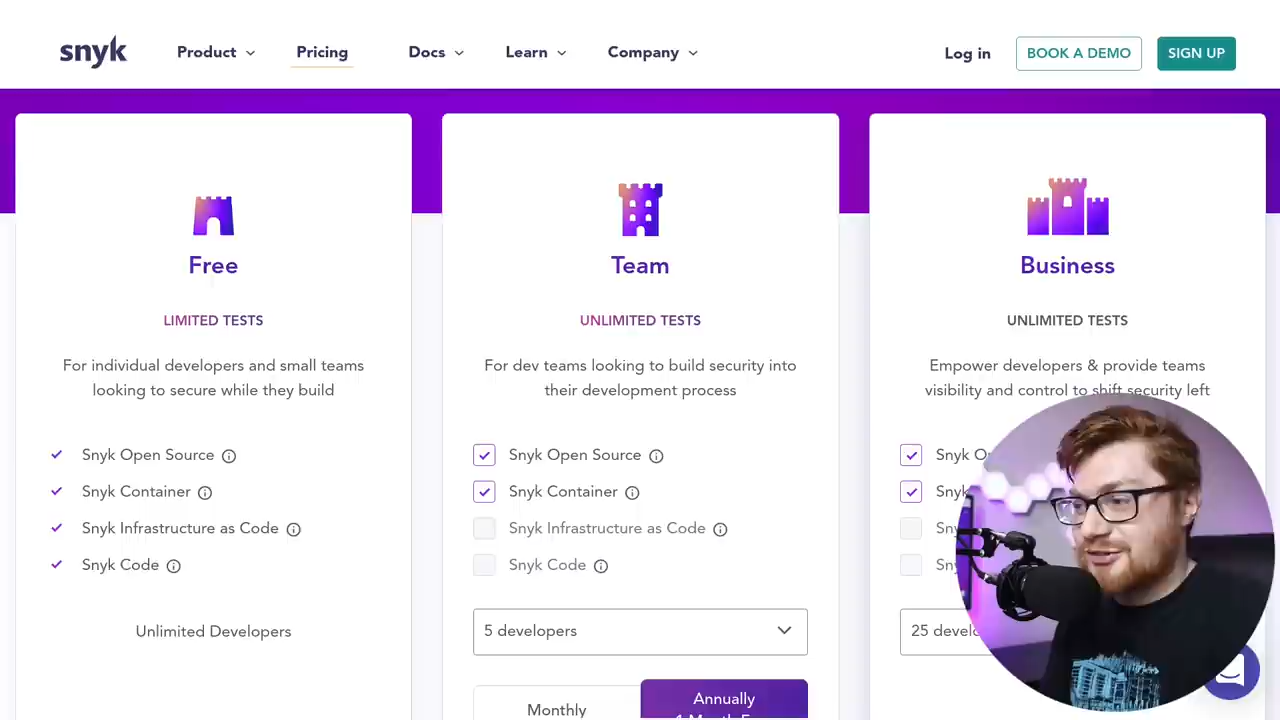 snyk
Product
Pricing
Docs
Learn
Company
Log in
BOOK A DEMO
SIGN UP
Free
LIMITED TESTS
For individual developers and small teams
looking to secure while they build
Snyk Open Source
Snyk Container
Snyk Infrastructure as Code
Snyk Code
Unlimited Developers
Team
UNLIMITED TESTS
For dev teams looking to build security into
their development process
Snyk Open Source
Snyk Container
Snyk Infrastructure as Code
Snyk Code
5 developers
Monthly
Annually
Business
UNLIMITED TESTS
Empower developers & provide teams
visibility and control to shift security left
25